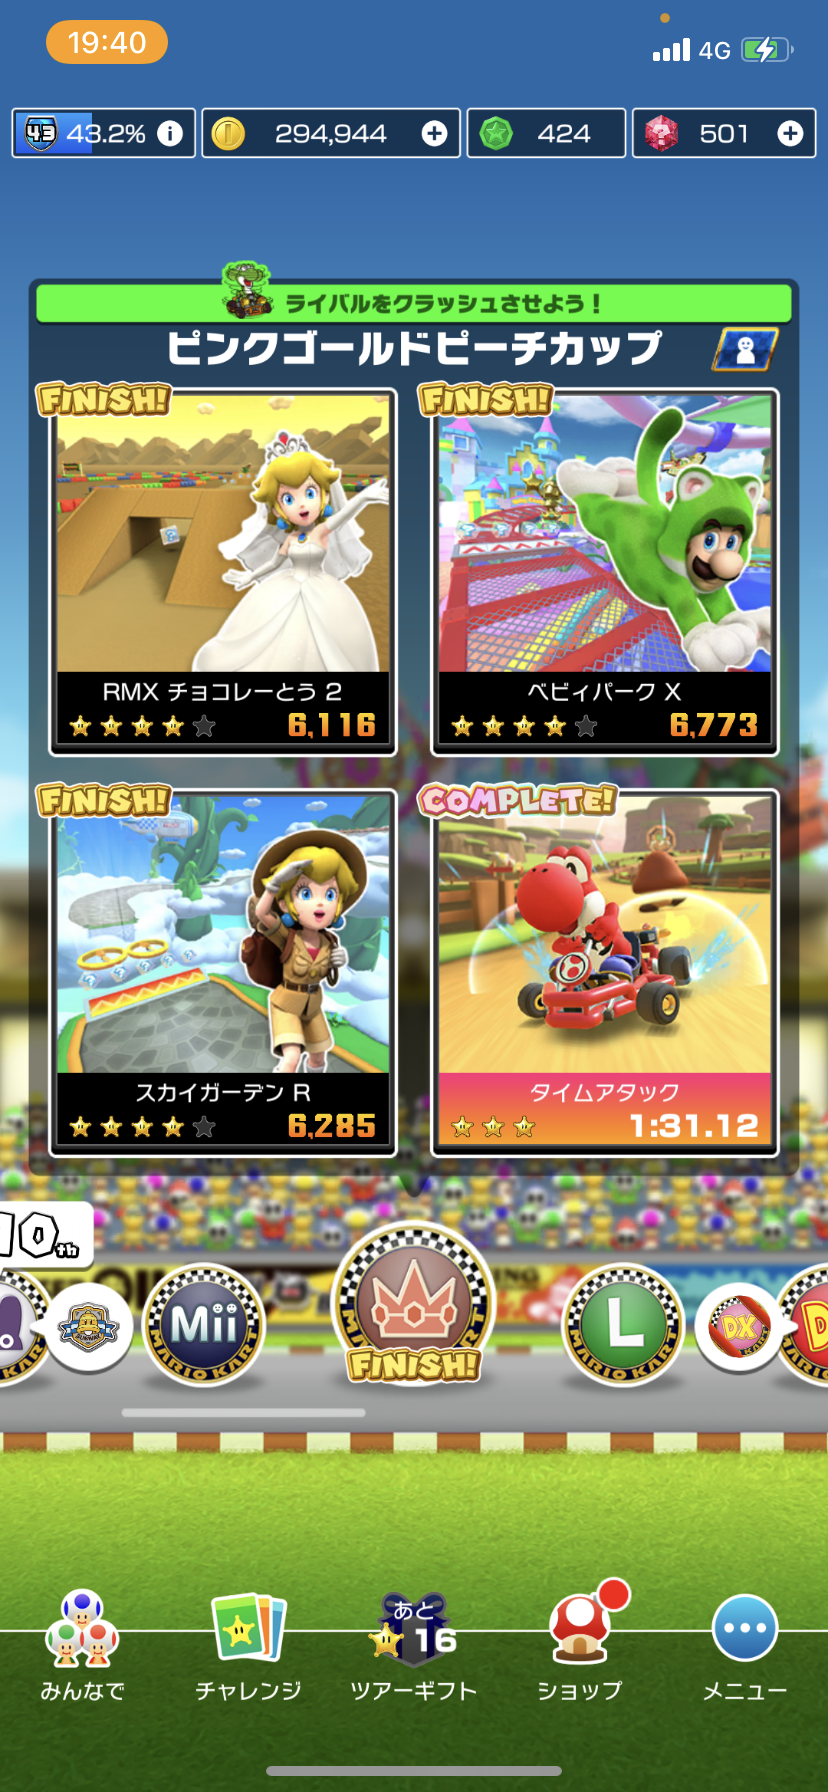 19:40
4G
43.2%
294,944
424
501
ライバルをクラッシュさせよう！
ピンクゴールドピーチカップ
FINISH!
FINISH!
RMX チョコレーとう 2
6,116
ベビィパーク X
6,773
FINISH!
COMPLETE!
スカイガーデン R
6,285
タイムアタック
1:31.12
10th
Mii
MARIO KART
FINISH!
L
MARIO KART
DX
あと
16
みんなで
チャレンジ
ツアーギフト
ショップ
メニュー